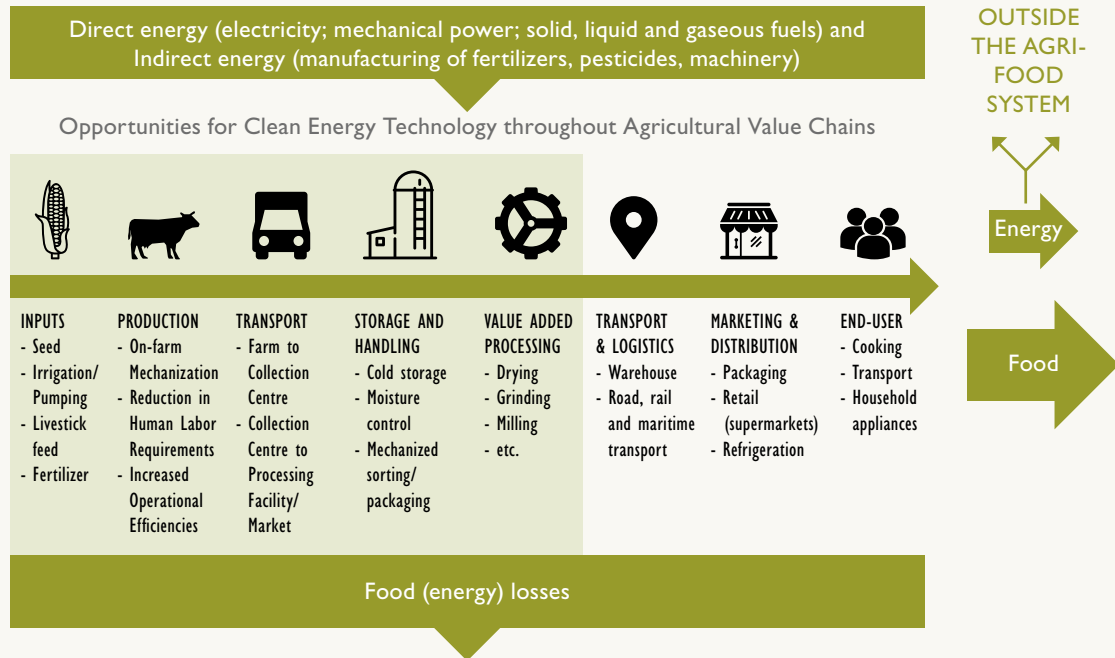 Direct energy (electricity; mechanical power; solid, liquid and gaseous fuels) and
Indirect energy (manufacturing of fertilizers, pesticides, machinery)
OUTSIDE
THE AGRI-
FOOD
SYSTEM
Opportunities for Clean Energy Technology throughout Agricultural Value Chains
Energy
INPUTS
- Seed
- Irrigation/
Pumping
- Livestick
feed
- Fertilizer
PRODUCTION
- On-farm
Mechanization
- Reduction in
Human Labor
Requirements
- Increased
Operational
Efficiencies
TRANSPORT
- Farm to
Collection
Centre
- Collection
Centre to
Processing
Facility/
Market
STORAGE AND
HANDLING
- Cold storage
- Moisture
control
- Mechanized
sorting/
packaging
VALUE ADDED
PROCESSING
- Drying
- Grinding
- Milling
- etc.
TRANSPORT
& LOGISTICS
- Warehouse
- Road, rail
and maritime
transport
MARKETING &
DISTRIBUTION
- Packaging
- Retail
(supermarkets)
- Refrigeration
END-USER
- Cooking
- Transport
- Household
appliances
Food
Food (energy) losses